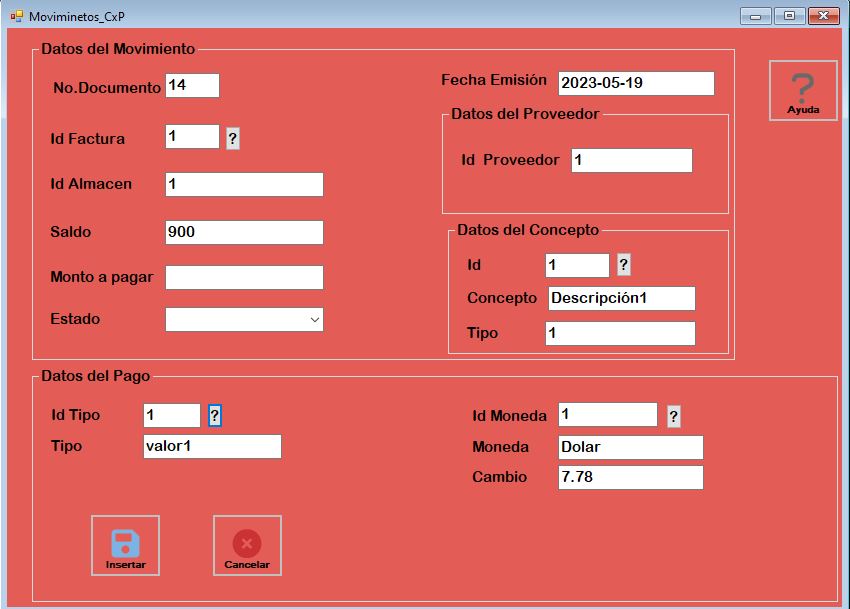 Moviminetos_CxP
Datos del Movimiento
No.Documento 14
Id Factura 1 ?
Id Almacen 1
Saldo 900
Monto a pagar
Estado
Fecha Emisión 2023-05-19
Datos del Proveedor
Id Proveedor 1
Datos del Concepto
Id 1 ?
Concepto Descripción1
Tipo 1
?
Ayuda
Datos del Pago
Id Tipo 1 ?
Tipo valor1
Id Moneda 1 ?
Moneda Dolar
Cambio 7.78
Insertar
Cancelar